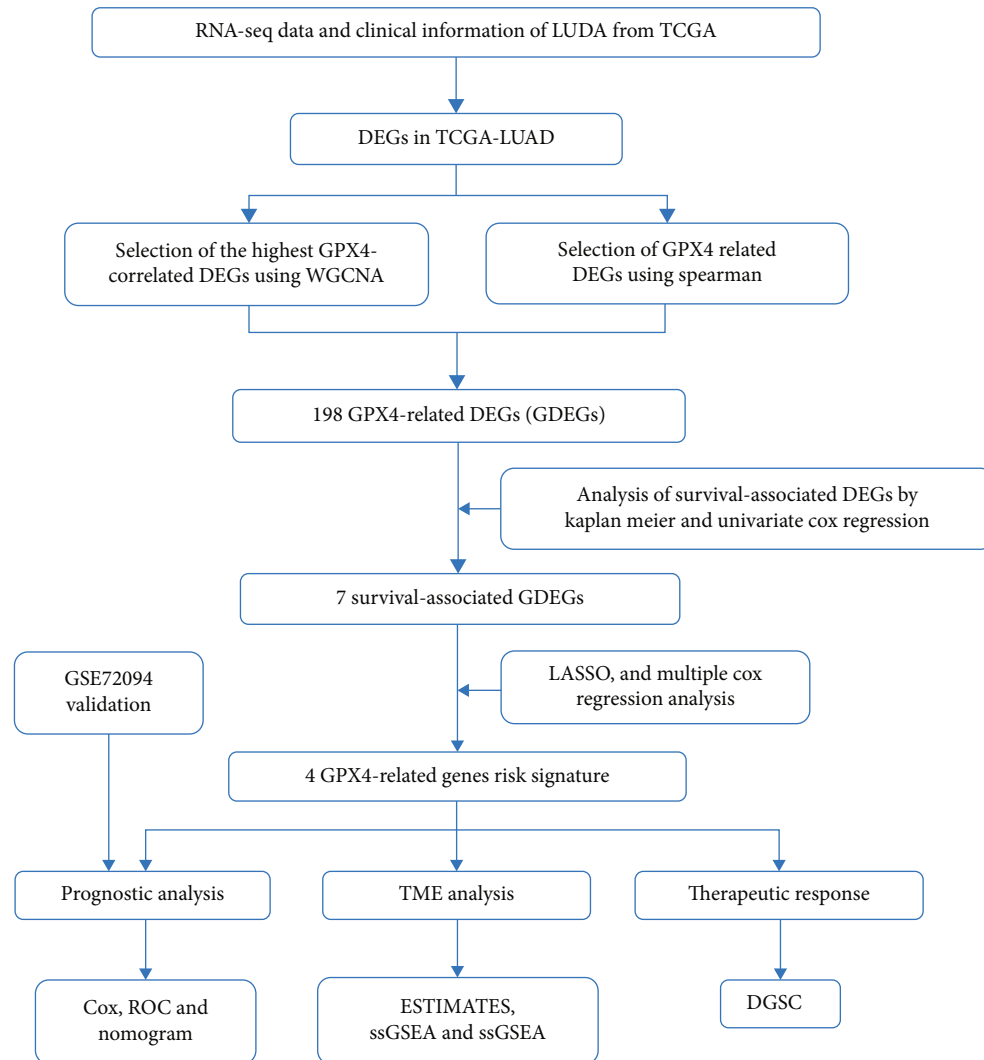 RNA-seq data and clinical information of LUDA from TCGA
DEGs in TCGA-LUAD
Selection of the highest GPX4-
correlated DEGs using WGCNA
Selection of GPX4 related
DEGs using spearman
198 GPX4-related DEGs (GDEGs)
Analysis of survival-associated DEGs by
kaplan meier and univariate cox regression
7 survival-associated GDEGs
LASSO, and multiple cox
regression analysis
GSE72094
validation
4 GPX4-related genes risk signature
Prognostic analysis
TME analysis
Therapeutic response
Cox, ROC and
nomogram
ESTIMATES,
ssGSEA and ssGSEA
DGSC